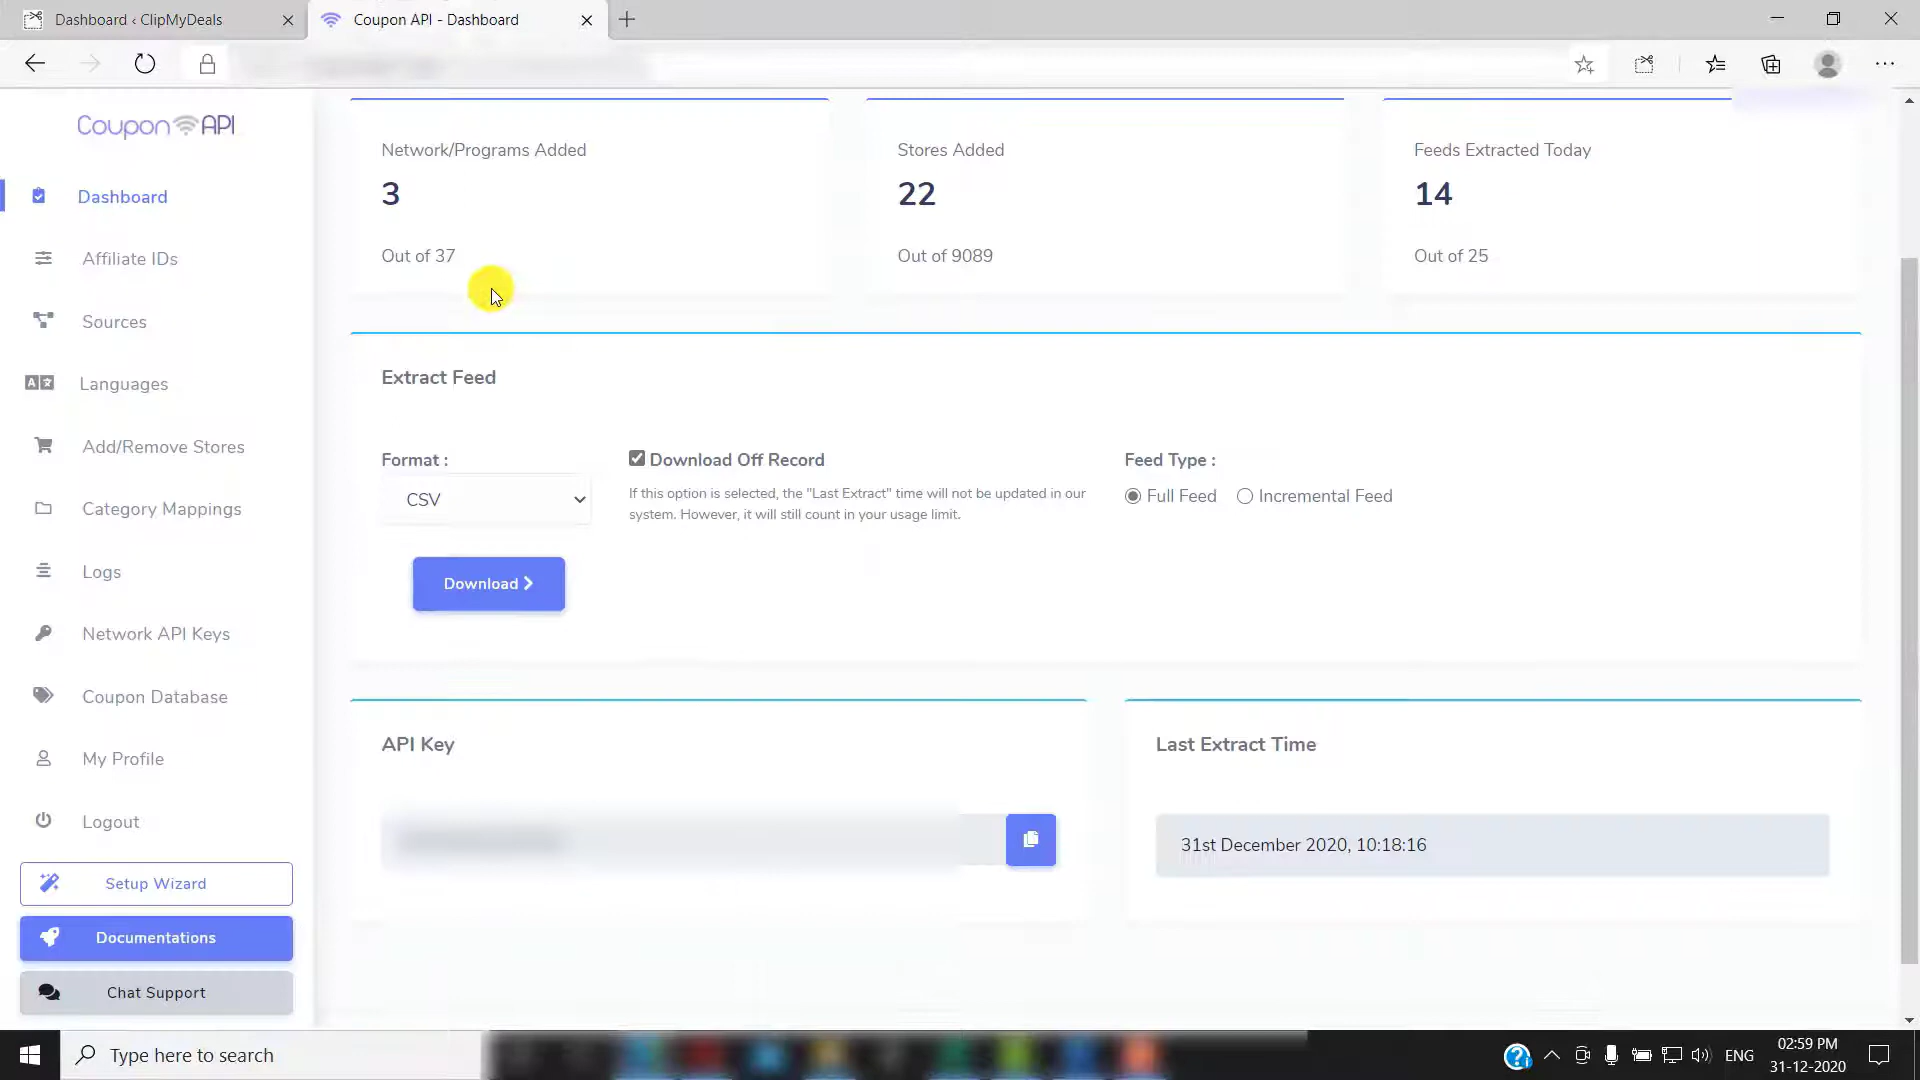 Dashboard ‹ ClipMyDeals
Coupon API - Dashboard
Coupon API
Dashboard
Affiliate IDs
Sources
Languages
Add/Remove Stores
Category Mappings
Logs
Network API Keys
Coupon Database
My Profile
Logout
Setup Wizard
Documentations
Chat Support
Network/Programs Added
3
Out of 37
Stores Added
22
Out of 9089
Feeds Extracted Today
14
Out of 25
Extract Feed
Format :
CSV
Download Off Record
If this option is selected, the "Last Extract" time will not be updated in our
system. However, it will still count in your usage limit.
Feed Type :
Full Feed
Incremental Feed
Download
API Key
Last Extract Time
31st December 2020, 10:18:16
Type here to search
ENG
02:59 PM
31-12-2020